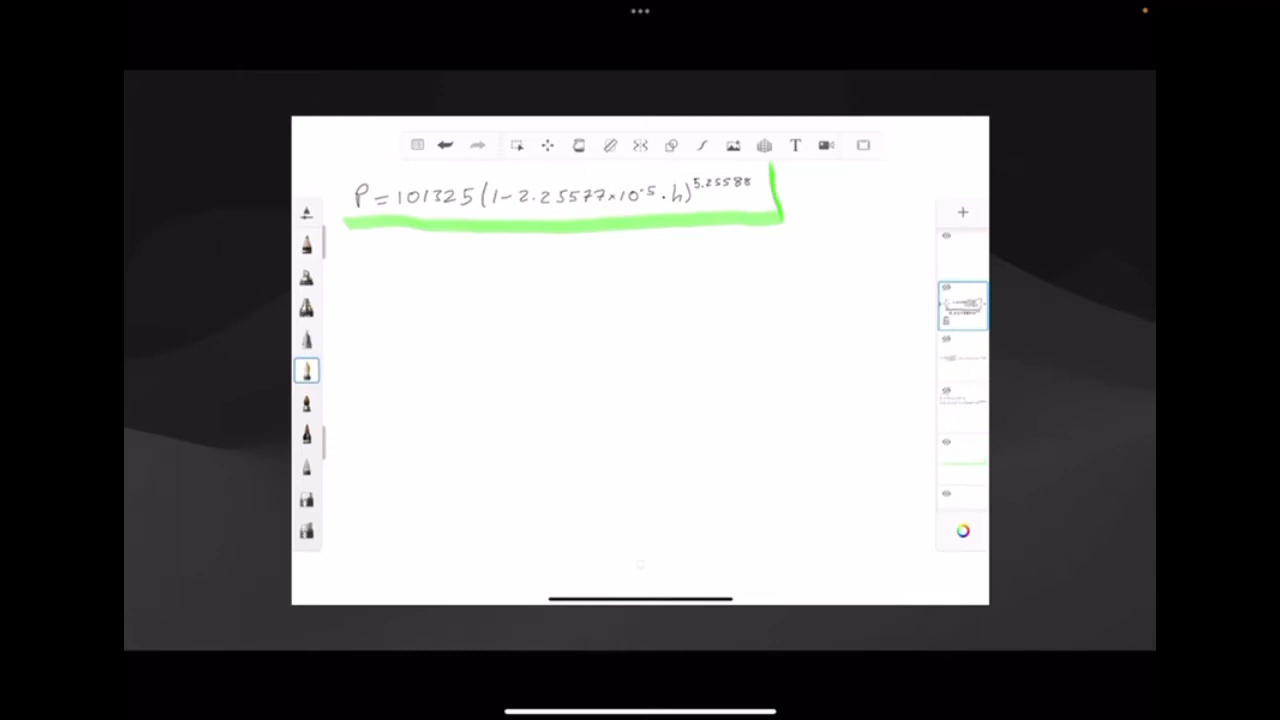 P = 101325 (1 - 2.25577 × 10^-5 · h)^5.25588
T